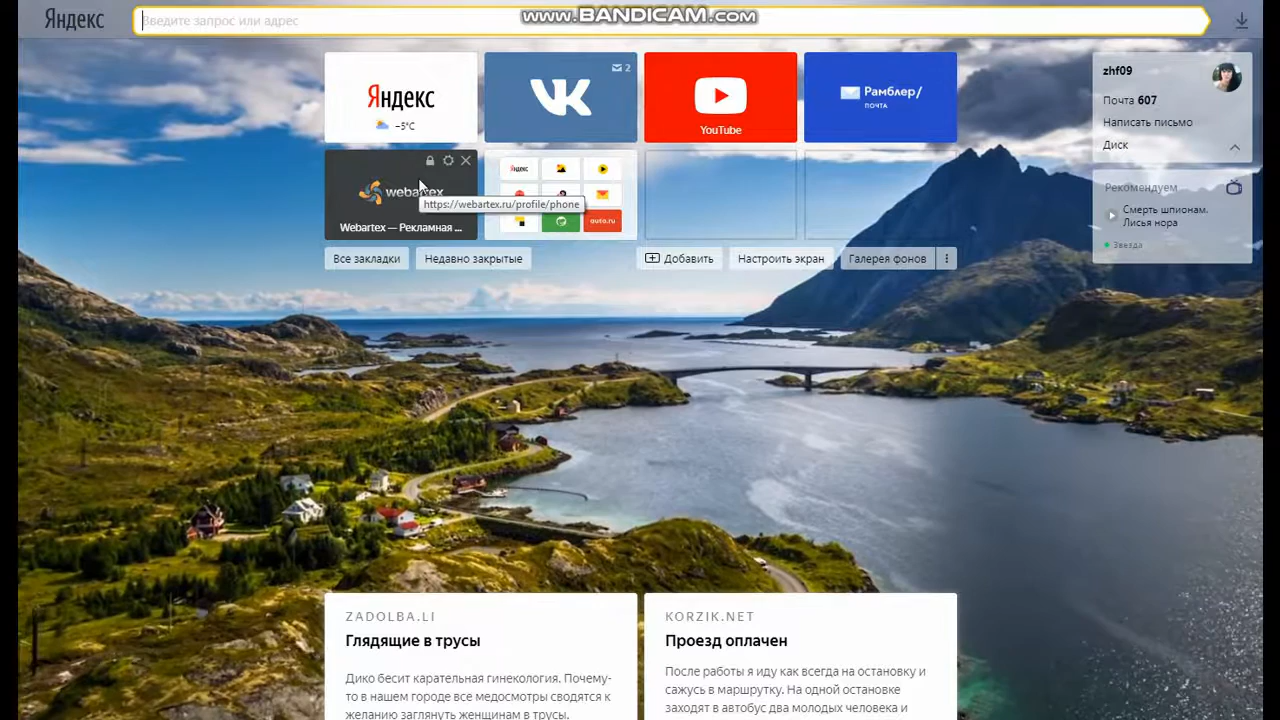 Яндекс
Введите запрос или адрес
www.BANDICAM.com
Яндекс
−5°C
2
YouTube
Рамблер/
ПОЧТА
webartex
Webartex — Рекламная ...
https://webartex.ru/profile/phone
Яндекс
auto.ru
Все закладки
Недавно закрытые
Добавить
Настроить экран
Галерея фонов
zhf09
Почта 607
Написать письмо
Диск
Рекомендуем
Смерть шпионам.
Лисья нора
Звезда
ZADOLBA.LI
Глядящие в трусы
Дико бесит карательная гинекология. Почему-
то в нашем городе все медосмотры сводятся к
желанию заглянуть женщинам в трусы.
KORZIK.NET
Проезд оплачен
После работы я иду как всегда на остановку и
сажусь в маршрутку. На одной остановке
заходят в автобус два молодых человека и